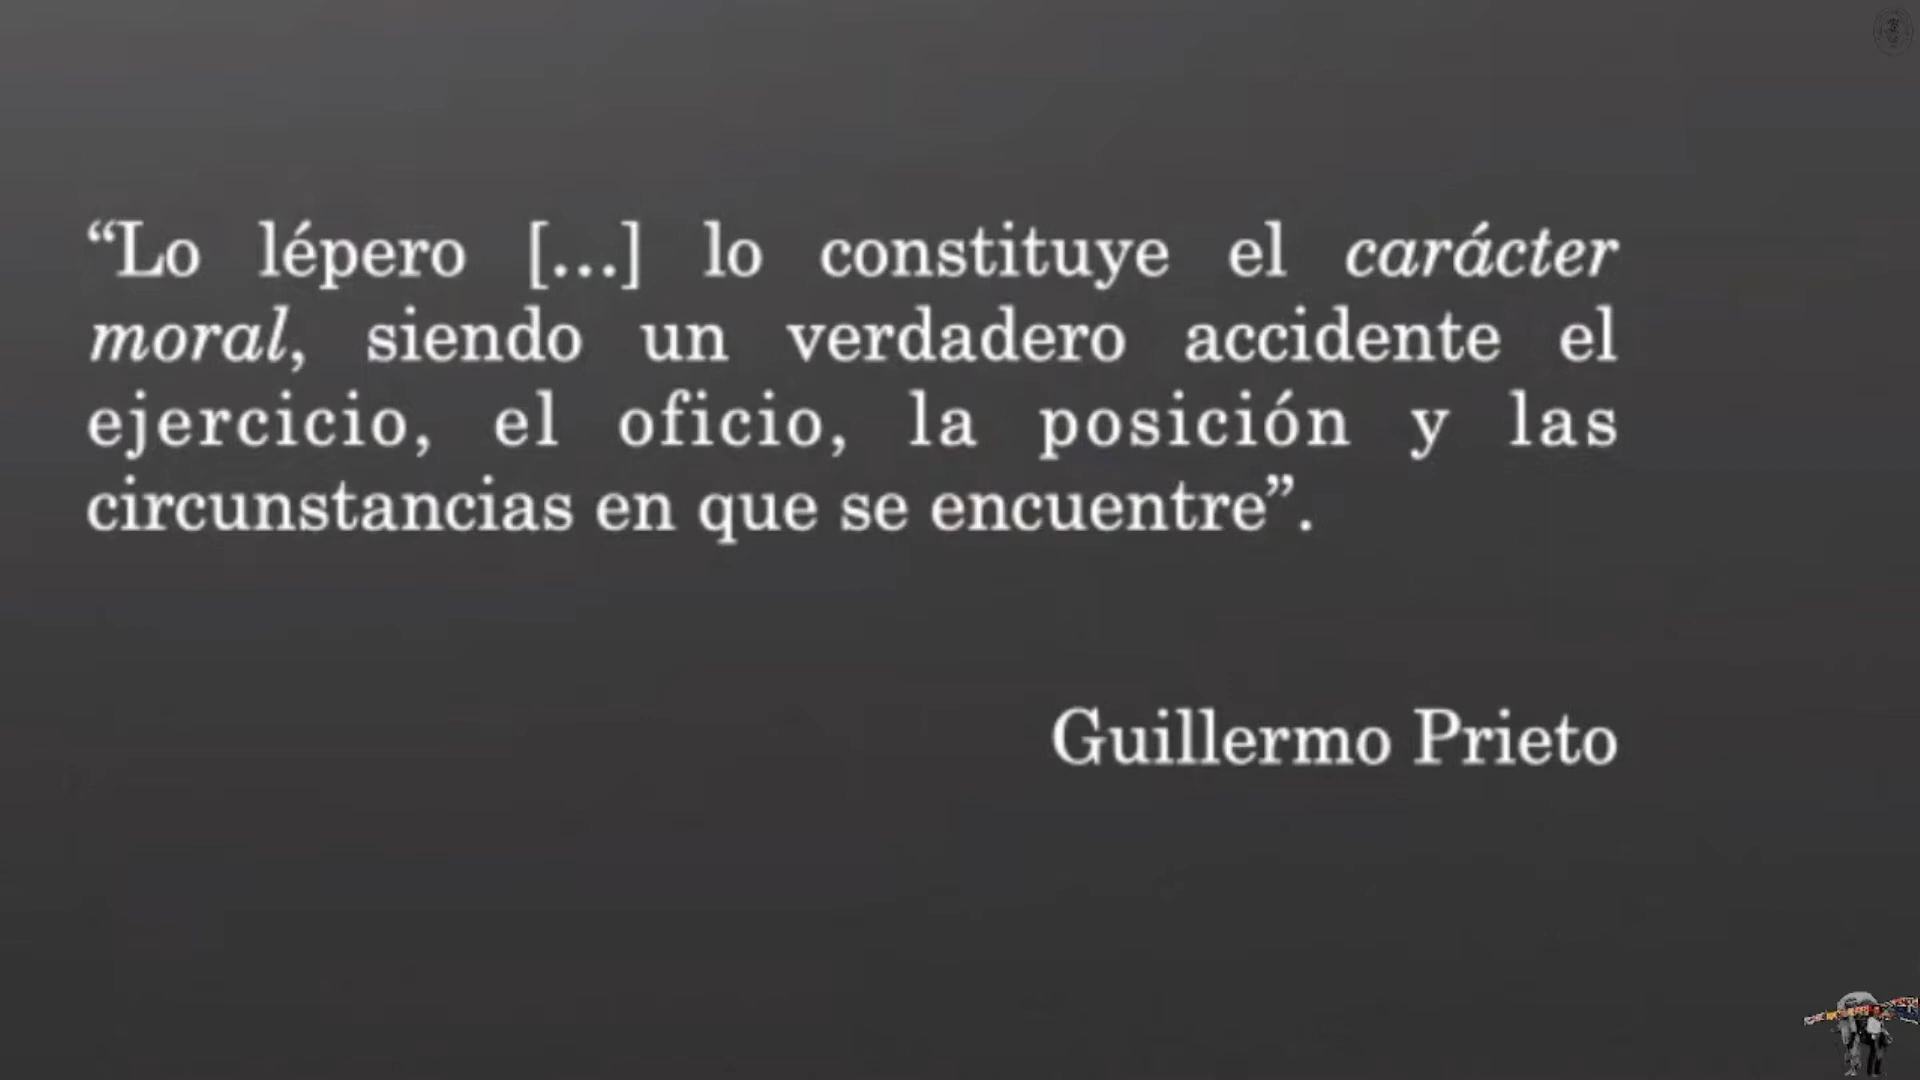 “Lo lépero [...] lo constituye el carácter
moral, siendo un verdadero accidente el
ejercicio, el oficio, la posición y las
circunstancias en que se encuentre”.
Guillermo Prieto